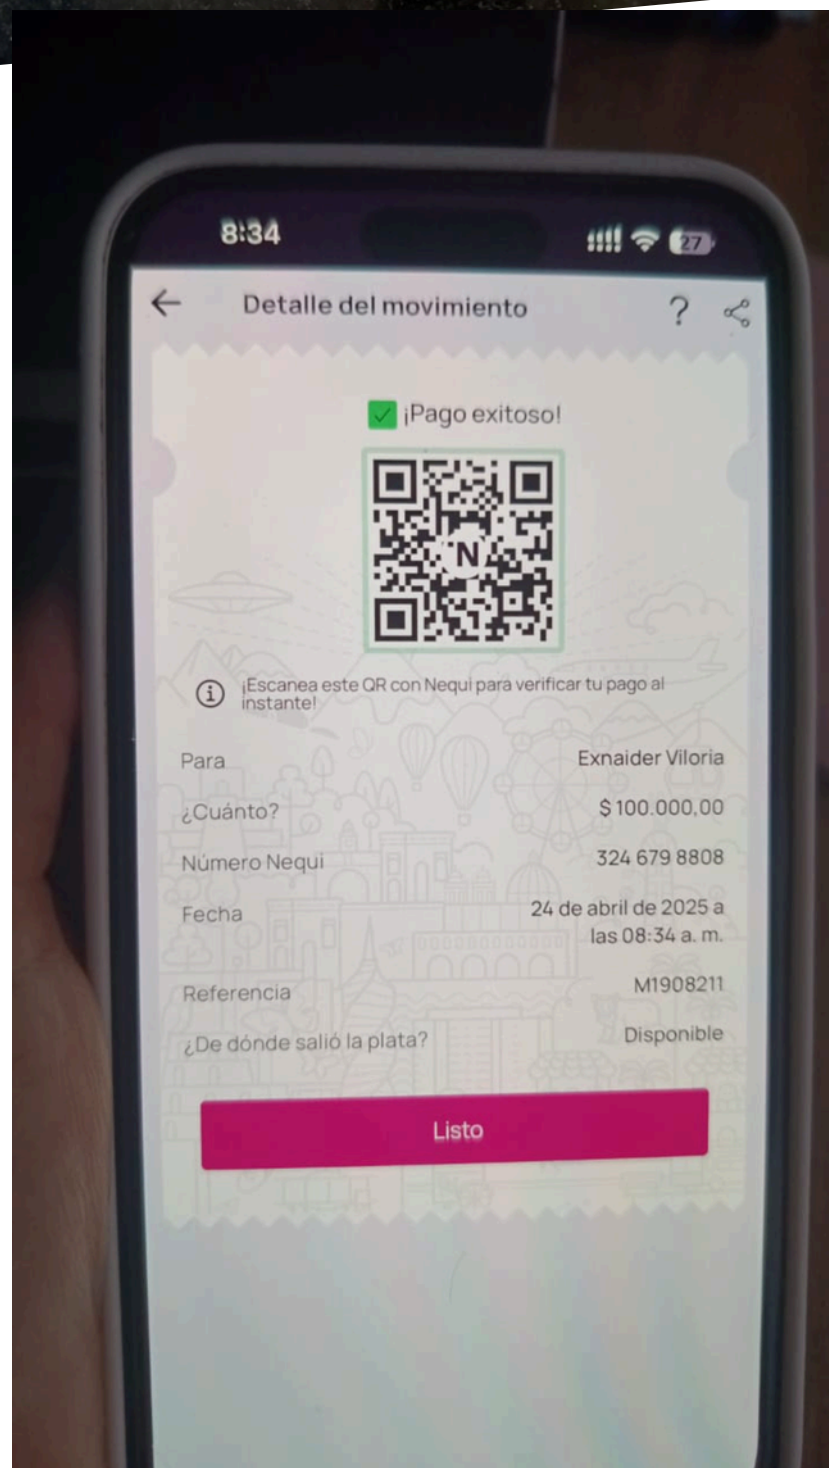 8:34
27
Detalle del movimiento
?
¡Pago exitoso!
N
i
¡Escanea este QR con Nequi para verificar tu pago al
instante!
Para
Exnaider Viloria
¿Cuánto?
$ 100.000,00
Número Nequi
324 679 8808
Fecha
24 de abril de 2025 a
las 08:34 a. m.
Referencia
M1908211
¿De dónde salió la plata?
Disponible
Listo